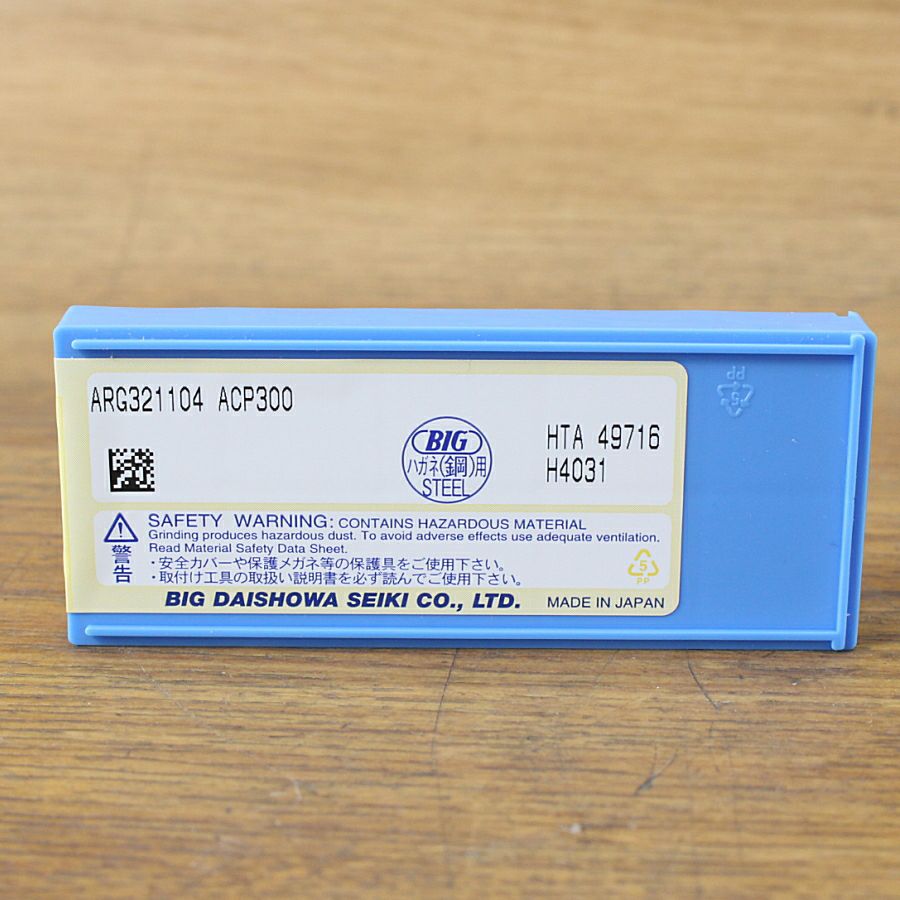 ARG321104 ACP300
BIG
ハガネ(鋼)用
STEEL
HTA 49716
H4031
警告
SAFETY WARNING: CONTAINS HAZARDOUS MATERIAL
Grinding produces hazardous dust. To avoid adverse effects use adequate ventilation.
Read Material Safety Data Sheet.
・安全カバーや保護メガネ等の保護具をご使用下さい。
・取付け工具の取扱い説明書を必ず読んでご使用下さい。
5
PP
BIG DAISHOWA SEIKI CO., LTD.
MADE IN JAPAN
PP
5